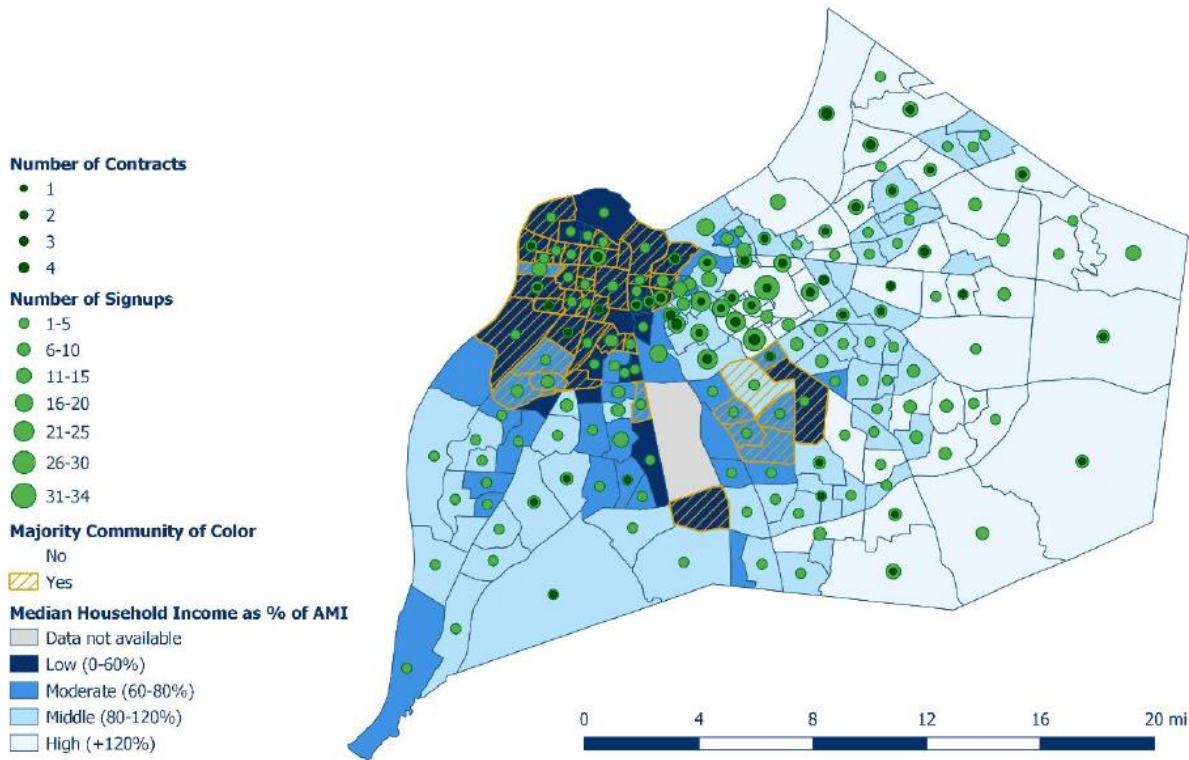 Number of Contracts
1
2
3
4
Number of Signups
1-5
6-10
11-15
16-20
21-25
26-30
31-34
Majority Community of Color
No
Yes
Median Household Income as % of AMI
Data not available
Low (0-60%)
Moderate (60-80%)
Middle (80-120%)
High (+120%)
0 4 8 12 16 20 mi